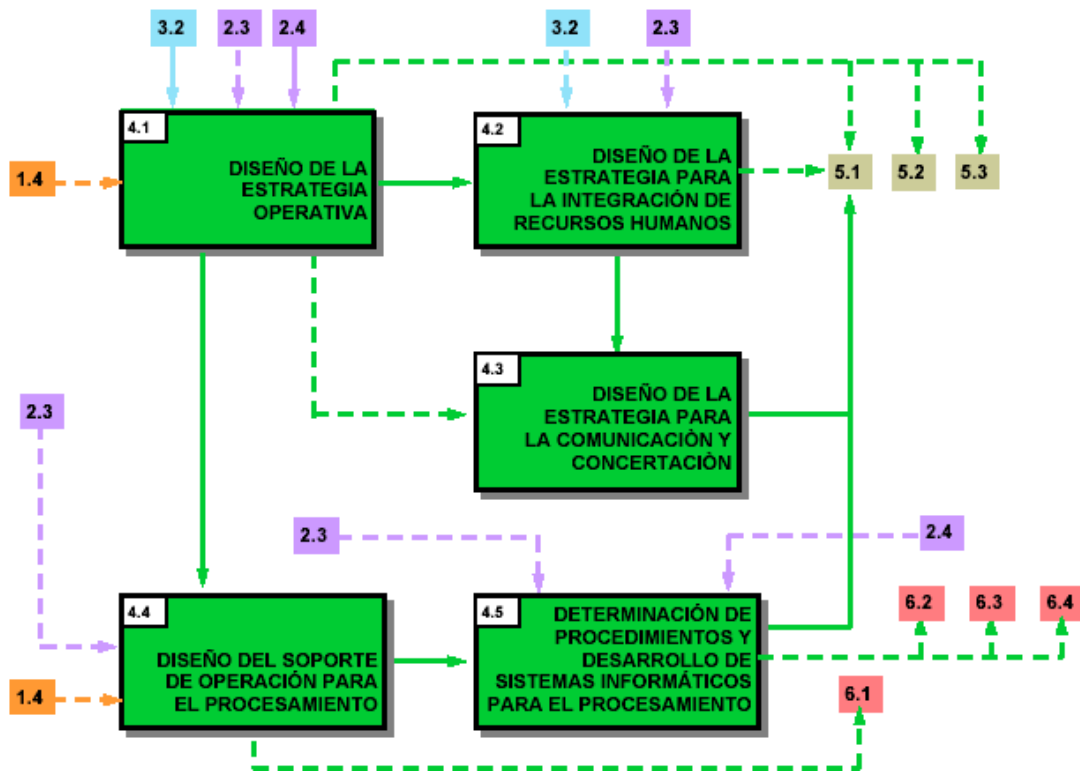 3.2
2.3
2.4
3.2
2.3
4.1
DISEÑO DE LA
ESTRATEGIA
OPERATIVA
1.4
4.2
DISEÑO DE LA
ESTRATEGIA PARA
LA INTEGRACIÓN DE
RECURSOS HUMANOS
5.1
5.2
5.3
4.3
DISEÑO DE LA
ESTRATEGIA PARA
LA COMUNICACIÒN Y
CONCERTACIÒN
2.3
2.3
2.4
4.4
DISEÑO DEL SOPORTE
DE OPERACIÓN PARA
EL PROCESAMIENTO
1.4
4.5
DETERMINACIÓN DE
PROCEDIMIENTOS Y
DESARROLLO DE
SISTEMAS INFORMÁTICOS
PARA EL PROCESAMIENTO
6.2
6.3
6.4
6.1